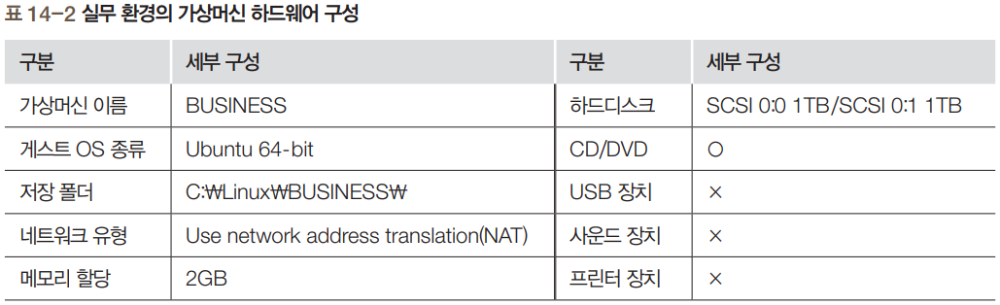 표 14-2 실무 환경의 가상머신 하드웨어 구성
구분 세부 구성 구분 세부 구성
가상머신 이름 BUSINESS 하드디스크 SCSI 0:0 1TB/SCSI 0:1 1TB
게스트 OS 종류 Ubuntu 64-bit CD/DVD O
저장 폴더 C:₩Linux₩BUSINESS₩ USB 장치 ×
네트워크 유형 Use network address translation(NAT) 사운드 장치 ×
메모리 할당 2GB 프린터 장치 ×